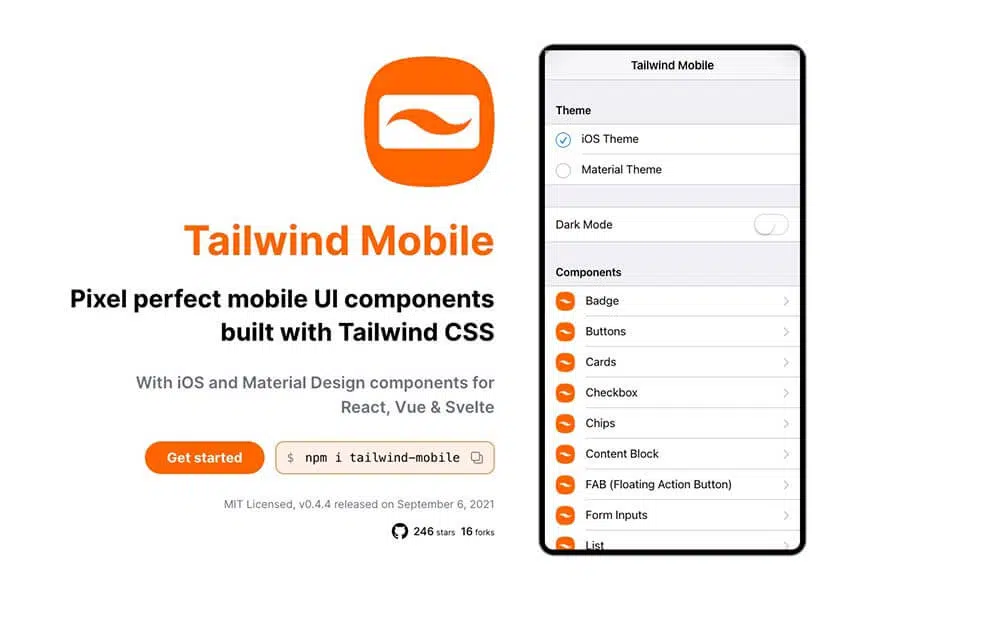 Tailwind Mobile
Pixel perfect mobile UI components
built with Tailwind CSS
With iOS and Material Design components for
React, Vue & Svelte
Get started
$ npm i tailwind-mobile
MIT Licensed, v0.4.4 released on September 6, 2021
246 stars 16 forks
Tailwind Mobile
Theme
iOS Theme
Material Theme
Dark Mode
Components
Badge
Buttons
Cards
Checkbox
Chips
Content Block
FAB (Floating Action Button)
Form Inputs
List